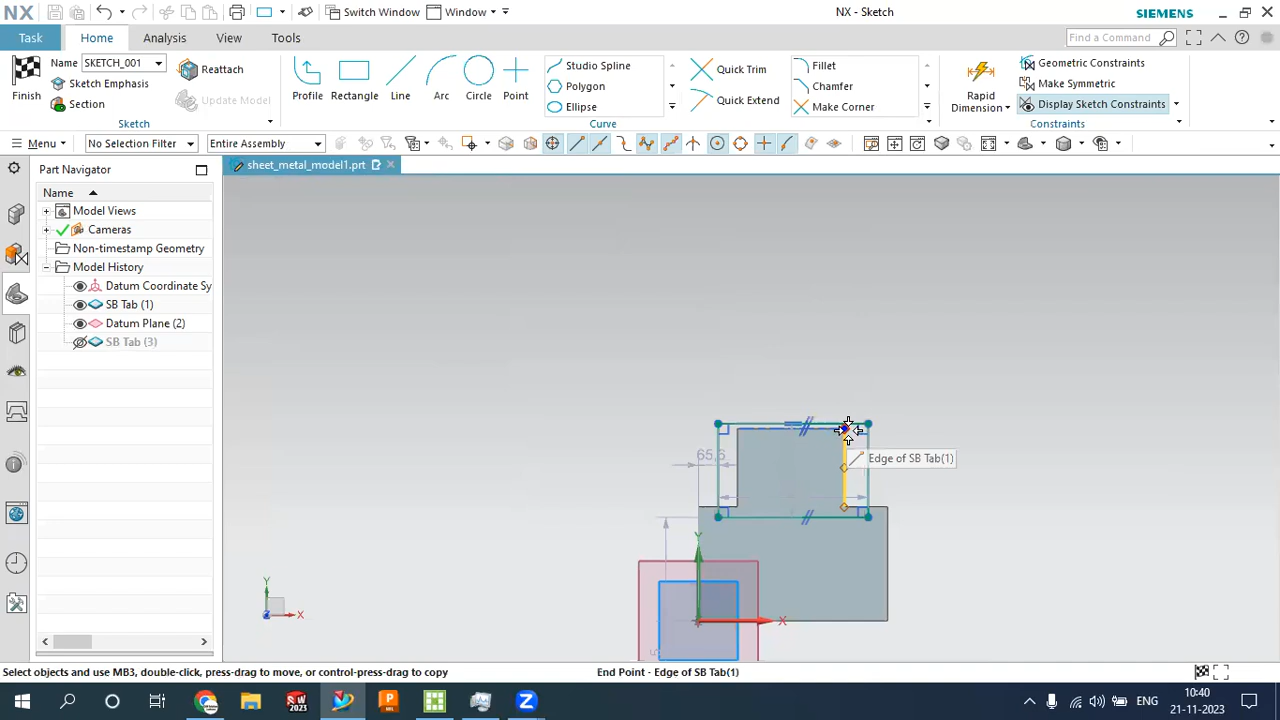 NX
Switch Window
Window
NX - Sketch
SIEMENS
Task
Home
Analysis
View
Tools
Find a Command
Finish
Name SKETCH_001
Sketch Emphasis
Section
Reattach
Update Model
Sketch
Profile
Rectangle
Line
Arc
Circle
Point
Studio Spline
Polygon
Ellipse
Quick Trim
Quick Extend
Fillet
Chamfer
Make Corner
Curve
Rapid
Dimension
Geometric Constraints
Make Symmetric
Display Sketch Constraints
Constraints
Menu
No Selection Filter
Entire Assembly
sheet_metal_model1.prt
Part Navigator
Name
Model Views
Cameras
Non-timestamp Geometry
Model History
Datum Coordinate Sy
SB Tab (1)
Datum Plane (2)
SB Tab (3)
65,6
Edge of SB Tab(1)
Y
X
Y
X
Select objects and use MB3, double-click, press-drag to move, or control-press-drag to copy
End Point - Edge of SB Tab(1)
2023
ENG
10:40
21-11-2023